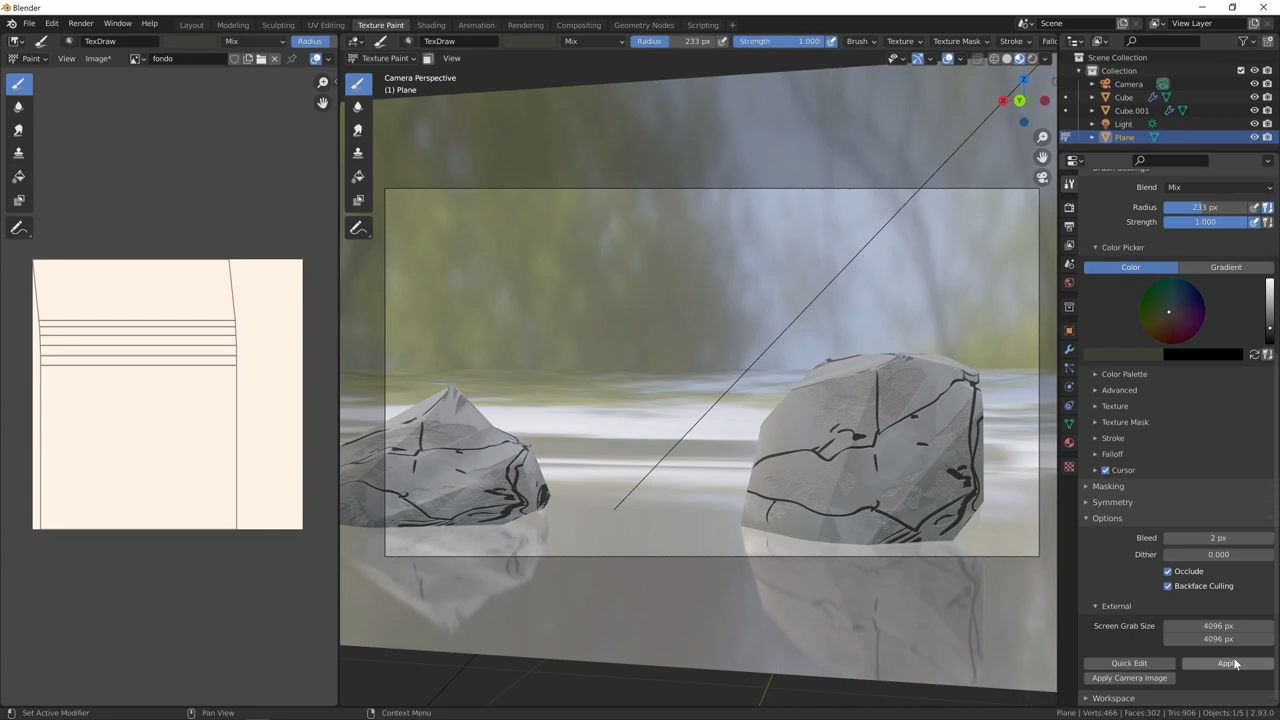 Blender
File Edit Render Window Help Layout Modeling Sculpting UV Editing Texture Paint Shading Animation Rendering Compositing Geometry Nodes Scripting + Scene View Layer
TexDraw Mix Radius TexDraw Mix Radius 233 px Strength 1.000 Brush Texture Texture Mask Stroke Fallo
Paint View Image* fondo Texture Paint View
Camera Perspective
(1) Plane
X Y Z
Scene Collection
Collection
Camera
Cube
Cube.001
Light
Plane
Brush Settings
Blend Mix
Radius 233 px
Strength 1.000
Color Picker
Color Gradient
Color Palette
Advanced
Texture
Texture Mask
Stroke
Falloff
Cursor
Masking
Symmetry
Options
Bleed 2 px
Dither 0.000
Occlude
Backface Culling
External
Screen Grab Size 4096 px
4096 px
Quick Edit Apply
Apply Camera Image
Workspace
Set Active Modifier Pan View Context Menu Plane | Verts:466 | Faces:302 | Tris:906 | Objects:1/5 | 2.93.0